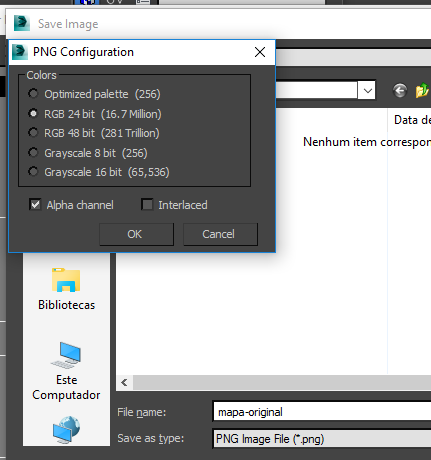 Save Image
PNG Configuration
Colors
Optimized palette (256)
RGB 24 bit (16.7 Million)
RGB 48 bit (281 Trillion)
Grayscale 8 bit (256)
Grayscale 16 bit (65,536)
Alpha channel
Interlaced
OK
Cancel
Data de
Nenhum item correspon
Bibliotecas
Este
Computador
File name:
mapa-original
Save as type:
PNG Image File (*.png)